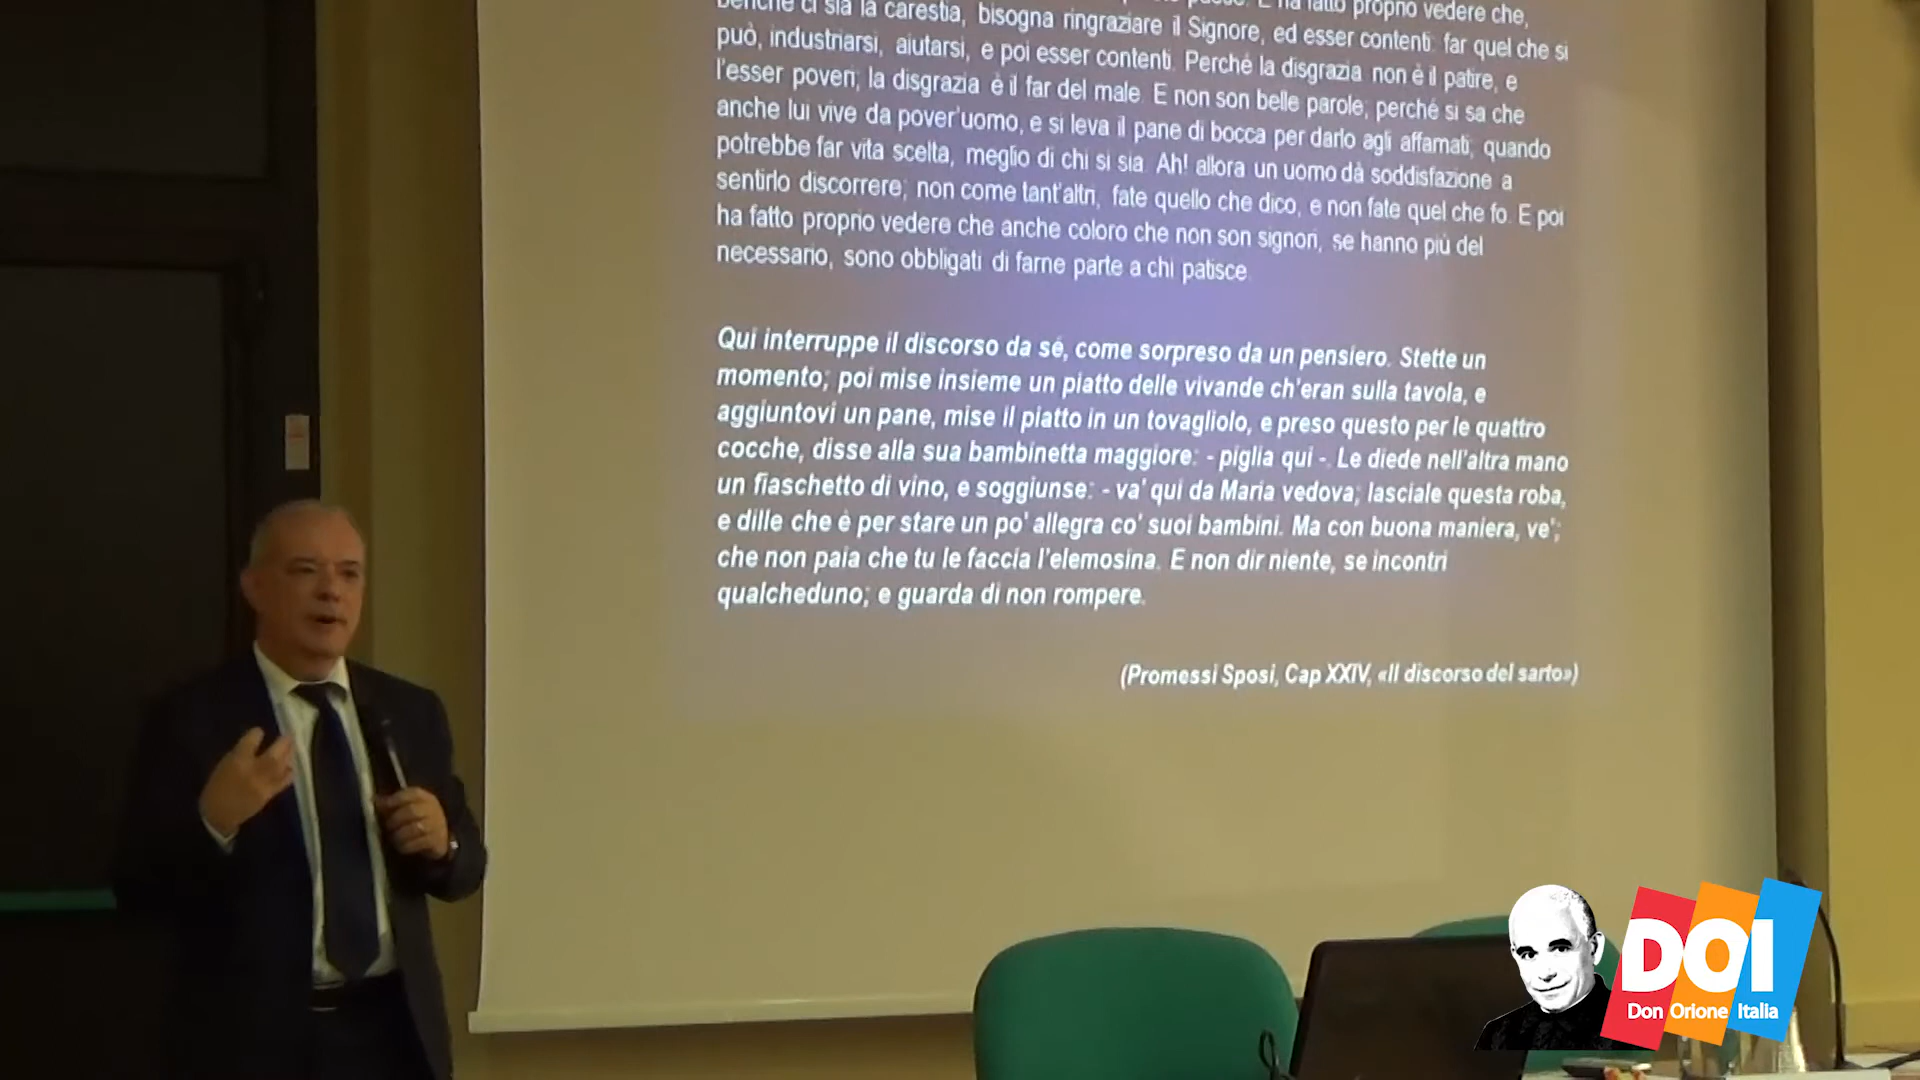 benché ci sia la carestia, bisogna ringraziare il Signore, ed esser contenti: far quel che si
può, industriarsi, aiutarsi, e poi esser contenti. Perché la disgrazia non è il patire, e
l'esser poveri; la disgrazia è il far del male. E non son belle parole; perché si sa che
anche lui vive da pover'uomo, e si leva il pane di bocca per darlo agli affamati; quando
potrebbe far vita scelta, meglio di chi si sia. Ah! allora un uomo dà soddisfazione a
sentirlo discorrere; non come tant'altri, fate quello che dico, e non fate quel che fo. E poi
ha fatto proprio vedere che anche coloro che non son signori, se hanno più del
necessario, sono obbligati di farne parte a chi patisce.
Qui interruppe il discorso da sé, come sorpreso da un pensiero. Stette un
momento; poi mise insieme un piatto delle vivande ch'eran sulla tavola, e
aggiuntovi un pane, mise il piatto in un tovagliolo, e preso questo per le quattro
cocche, disse alla sua bambinetta maggiore: - piglia qui -. Le diede nell'altra mano
un fiaschetto di vino, e soggiunse: - va' qui da Maria vedova; lasciale questa roba,
e dille che è per stare un po' allegra co' suoi bambini. Ma con buona maniera, ve';
che non paia che tu le faccia l'elemosina. E non dir niente, se incontri
qualcheduno; e guarda di non rompere.
(Promessi Sposi, Cap XXIV, «Il discorso del sarto»)
DOI
Don Orione Italia